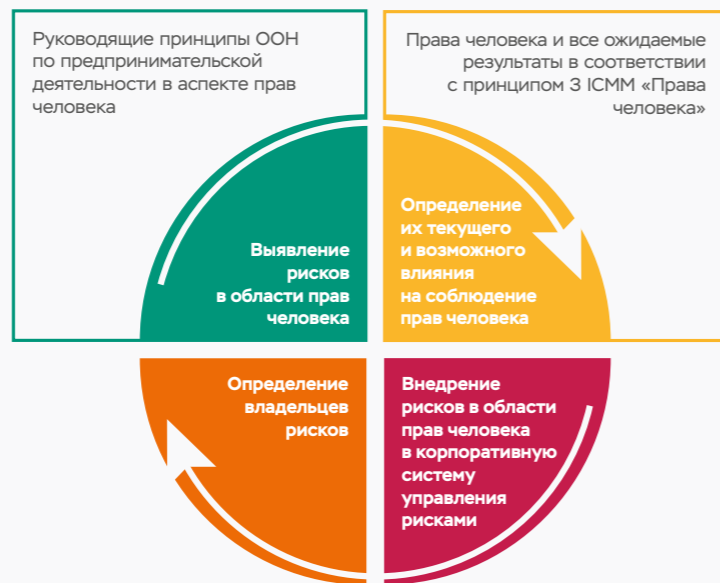 Руководящие принципы ООН
по предпринимательской
деятельности в аспекте прав
человека
Права человека и все ожидаемые
результаты в соответствии
с принципом 3 ICMM «Права
человека»
Выявление
рисков
в области прав
человека
Определение
их текущего
и возможного
влияния
на соблюдение
прав человека
Определение
владельцев
рисков
Внедрение
рисков в области
прав человека
в корпоративную
систему
управления
рисками